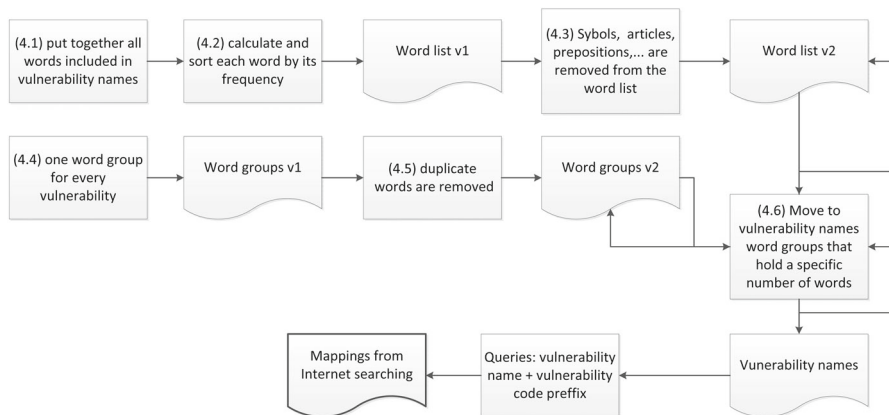 (4.1) put together all
words included in
vulnerability names
(4.2) calculate and
sort each word by its
frequency
Word list v1
(4.3) Sybols, articles,
prepositions,... are
removed from the
word list
Word list v2
(4.4) one word group
for every
vulnerability
Word groups v1
(4.5) duplicate
words are removed
Word groups v2
(4.6) Move to
vulnerability names
word groups that
hold a specific
number of words
Mappings from
Internet searching
Queries: vulnerability
name + vulnerability
code preffix
Vunerability names